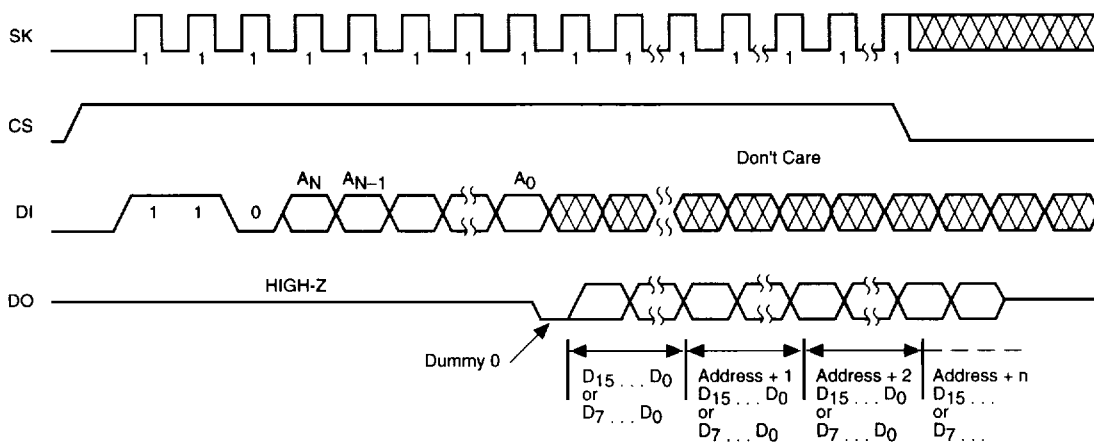 SK
1 1 1 1 1 1 1 1 1 1 1 1 1 1
CS
Don't Care
AN AN–1 A0
DI
1 1 0
HIGH-Z
DO
Dummy 0
D15 . . . D0
or
D7 . . . D0
Address + 1
D15 . . . D0
or
D7 . . . D0
Address + 2
D15 . . . D0
or
D7 . . . D0
Address + n
D15 . . .
or
D7 . . .